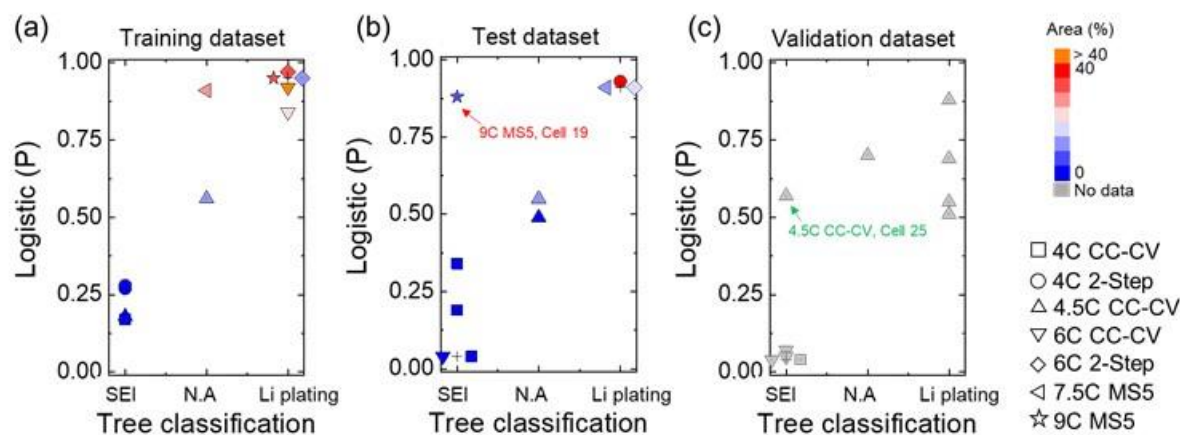 (a)
Training dataset
Logistic (P)
1.00
0.75
0.50
0.25
0.00
SEI
N.A
Li plating
Tree classification
(b)
Test dataset
Logistic (P)
1.00
0.75
0.50
0.25
0.00
9C MS5, Cell 19
SEI
N.A
Li plating
Tree classification
(c)
Validation dataset
Logistic (P)
1.00
0.75
0.50
0.25
0.00
4.5C CC-CV, Cell 25
SEI
N.A
Li plating
Tree classification
Area (%)
> 40
40
0
No data
4C CC-CV
4C 2-Step
4.5C CC-CV
6C CC-CV
6C 2-Step
7.5C MS5
9C MS5